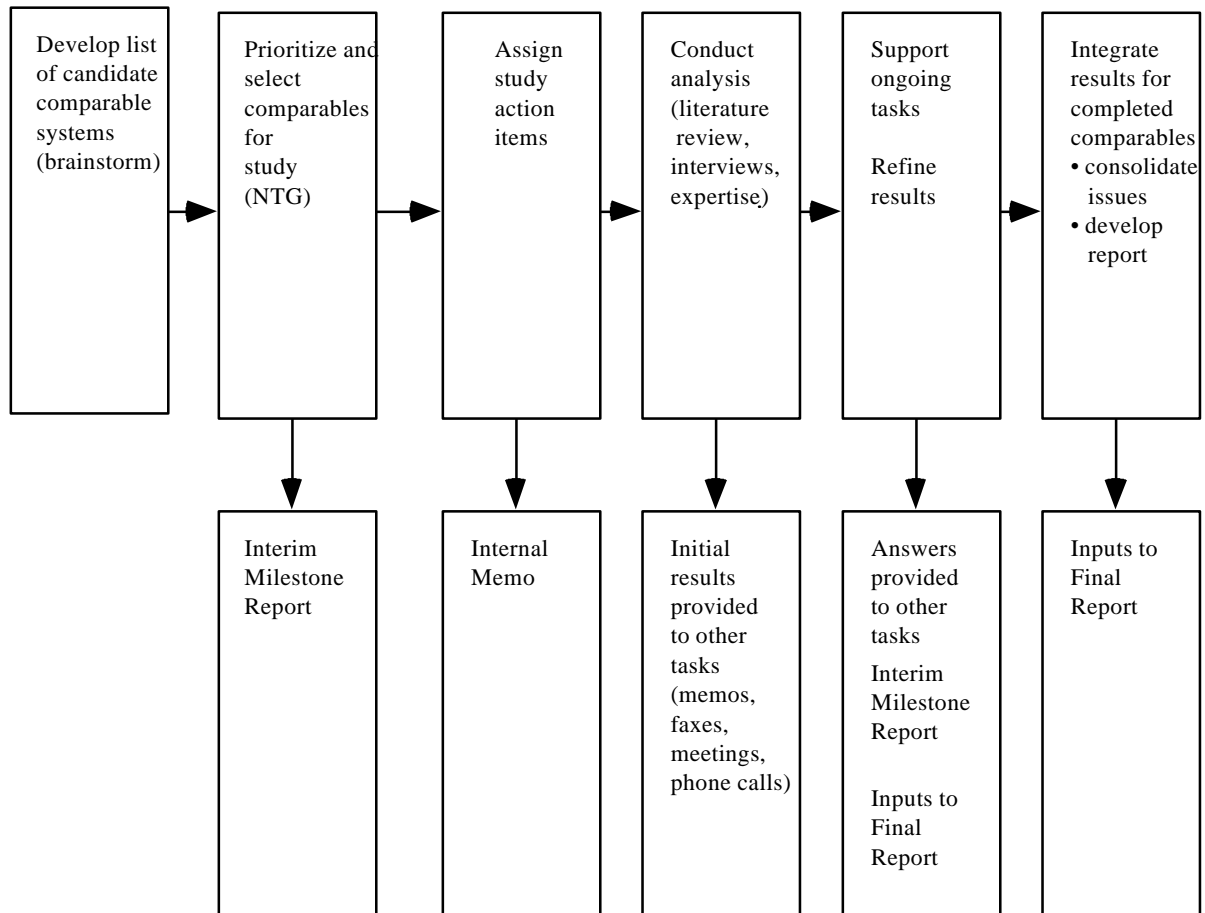 Develop list
of candidate
comparable
systems
(brainstorm)
Prioritize and
select
comparables
for
study
(NTG)
Assign
study
action
items
Conduct
analysis
(literature
review,
interviews,
expertise.)
Support
ongoing
tasks
Refine
results
Integrate
results for
completed
comparables
• consolidate
issues
• develop
report
Interim
Milestone
Report
Internal
Memo
Initial
results
provided
to other
tasks
(memos,
faxes,
meetings,
phone calls)
Answers
provided
to other
tasks
Interim
Milestone
Report
Inputs to
Final
Report
Inputs to
Final
Report